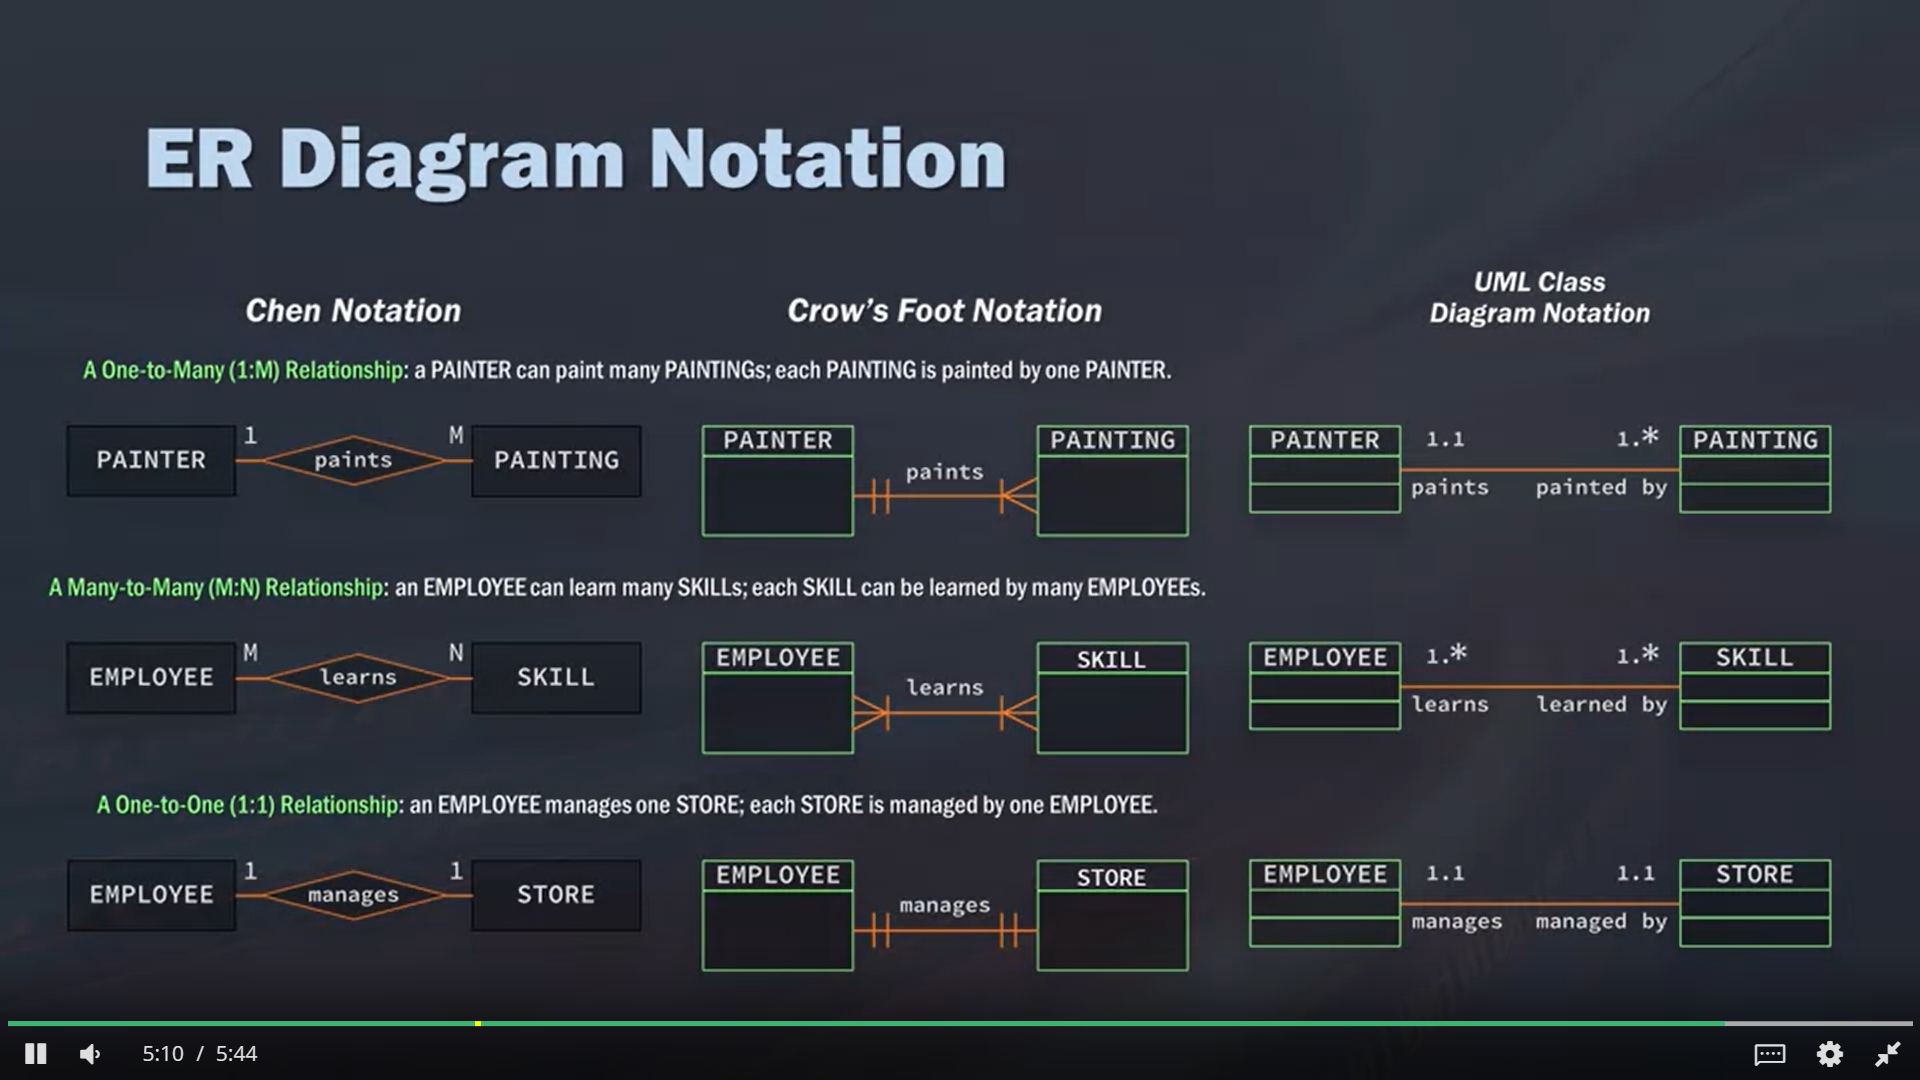 ER Diagram Notation
Chen Notation
Crow's Foot Notation
UML Class
Diagram Notation
A One-to-Many (1:M) Relationship: a PAINTER can paint many PAINTINGs; each PAINTING is painted by one PAINTER.
PAINTER 1 paints M PAINTING
PAINTER paints PAINTING
PAINTER 1.1 1.* PAINTING
paints painted by
A Many-to-Many (M:N) Relationship: an EMPLOYEE can learn many SKILLs; each SKILL can be learned by many EMPLOYEEs.
EMPLOYEE M learns N SKILL
EMPLOYEE learns SKILL
EMPLOYEE 1.* 1.* SKILL
learns learned by
A One-to-One (1:1) Relationship: an EMPLOYEE manages one STORE; each STORE is managed by one EMPLOYEE.
EMPLOYEE 1 manages 1 STORE
EMPLOYEE manages STORE
EMPLOYEE 1.1 1.1 STORE
manages managed by
5:10 / 5:44